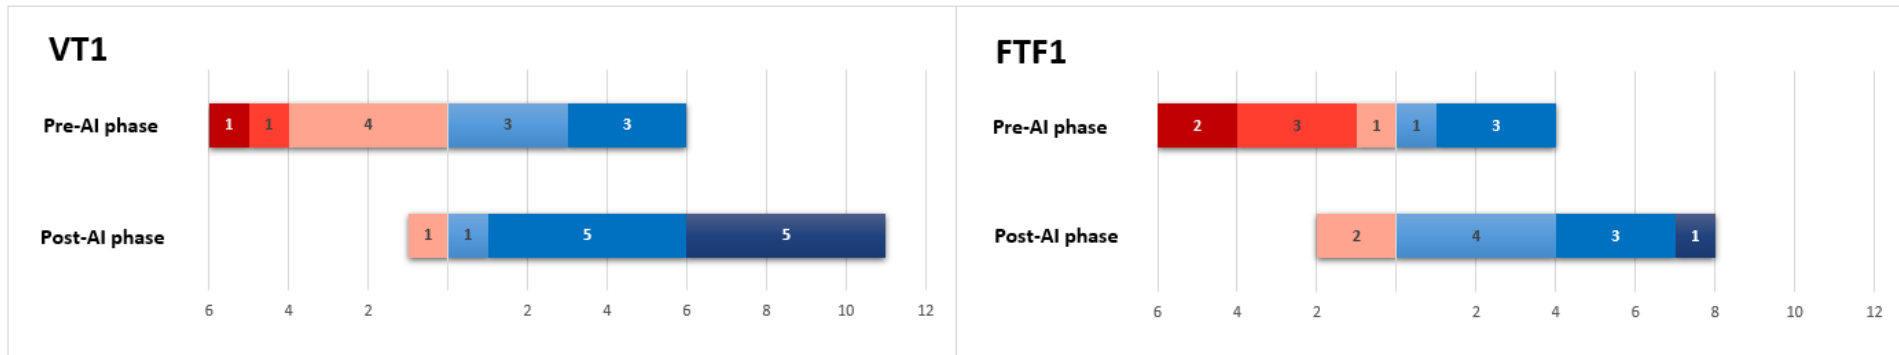 VT1
Pre-AI phase
1 1 4 3 3
Post-AI phase
1 1 5 5
6 4 2 2 4 6 8 10 12
FTF1
Pre-AI phase
2 3 1 1 3
Post-AI phase
2 4 3 1
6 4 2 2 4 6 8 10 12